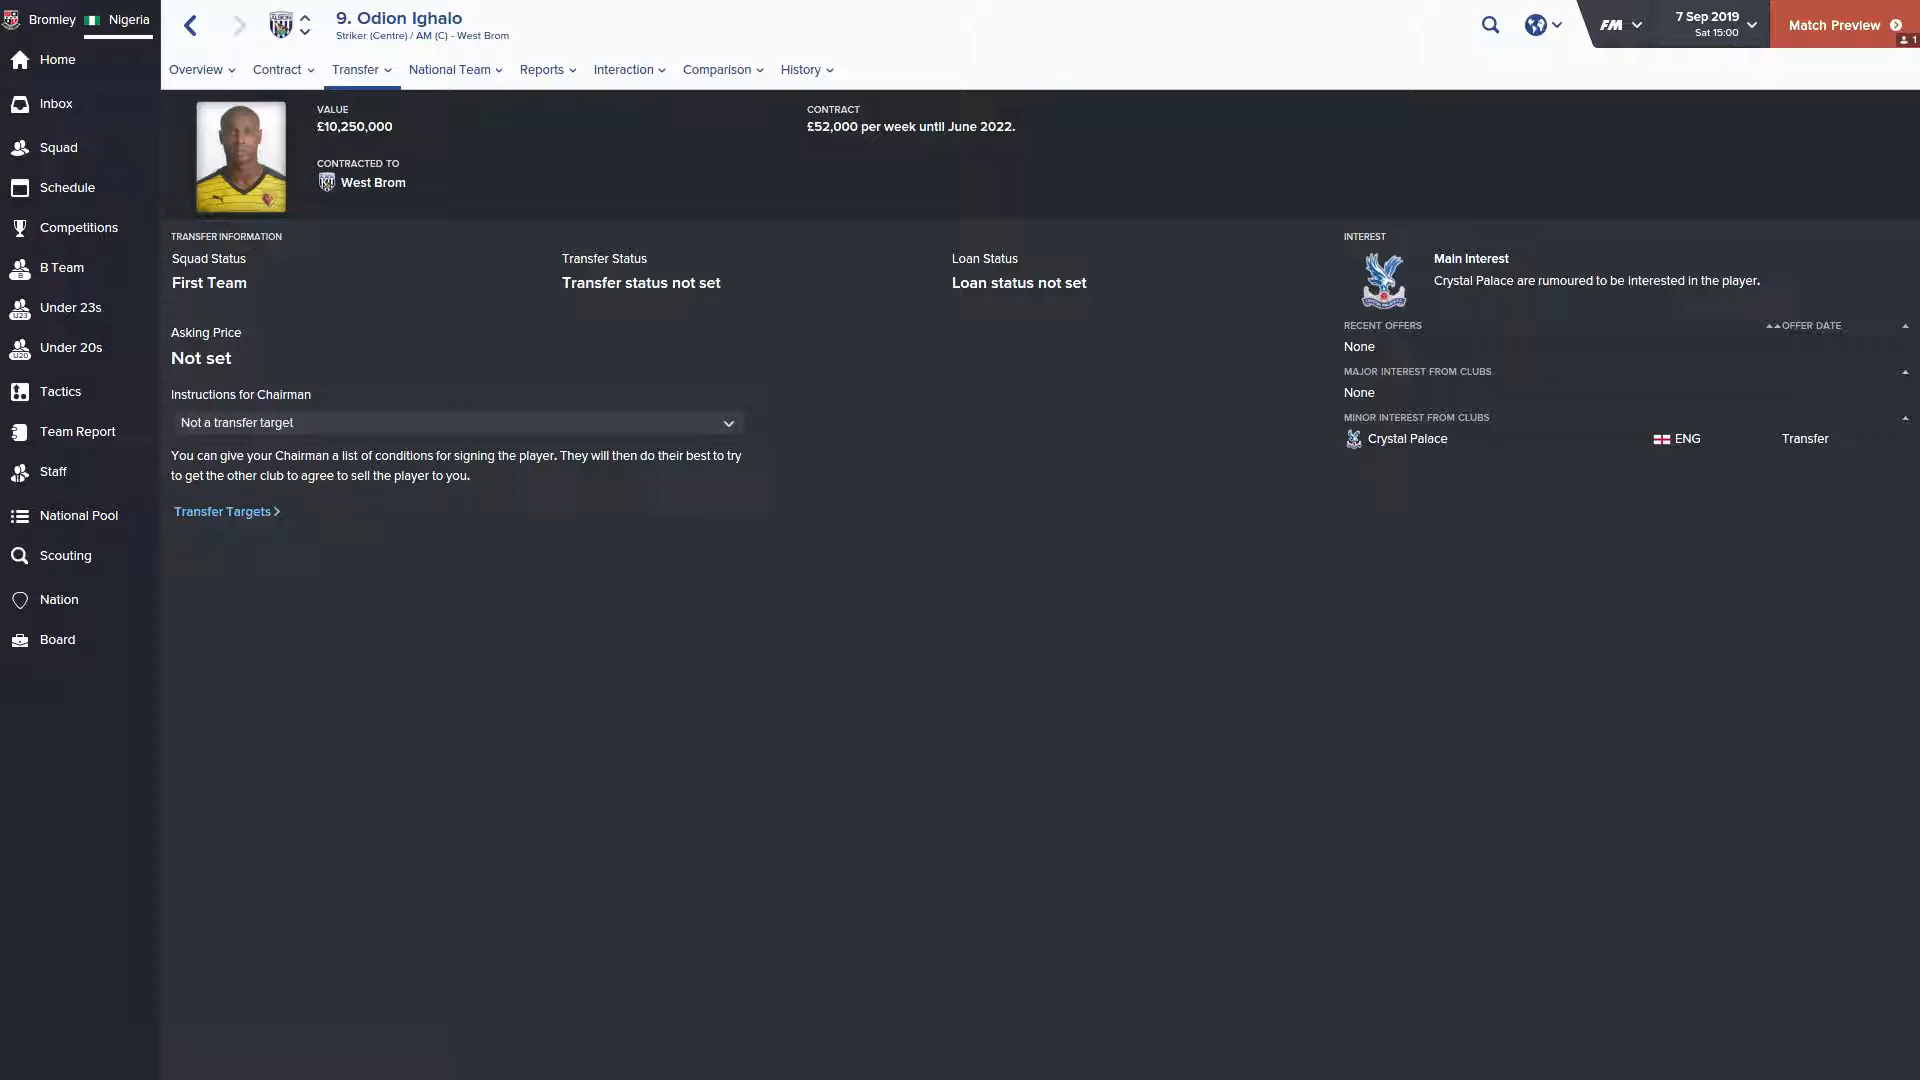 Bromley Nigeria
9. Odion Ighalo
Striker (Centre) / AM (C) - West Brom
FM
7 Sep 2019
Sat 15:00
Match Preview
1
Home
Inbox
Squad
Schedule
Competitions
B Team
B
Under 23s
U23
Under 20s
U20
Tactics
Team Report
Staff
National Pool
Scouting
Nation
Board
Overview Contract Transfer National Team Reports Interaction Comparison History
VALUE
£10,250,000
CONTRACTED TO
West Brom
CONTRACT
£52,000 per week until June 2022.
TRANSFER INFORMATION
Squad Status Transfer Status Loan Status
First Team Transfer status not set Loan status not set
Asking Price
Not set
Instructions for Chairman
Not a transfer target
You can give your Chairman a list of conditions for signing the player. They will then do their best to try
to get the other club to agree to sell the player to you.
Transfer Targets
INTEREST
Main Interest
Crystal Palace are rumoured to be interested in the player.
RECENT OFFERS OFFER DATE
None
MAJOR INTEREST FROM CLUBS
None
MINOR INTEREST FROM CLUBS
Crystal Palace ENG Transfer